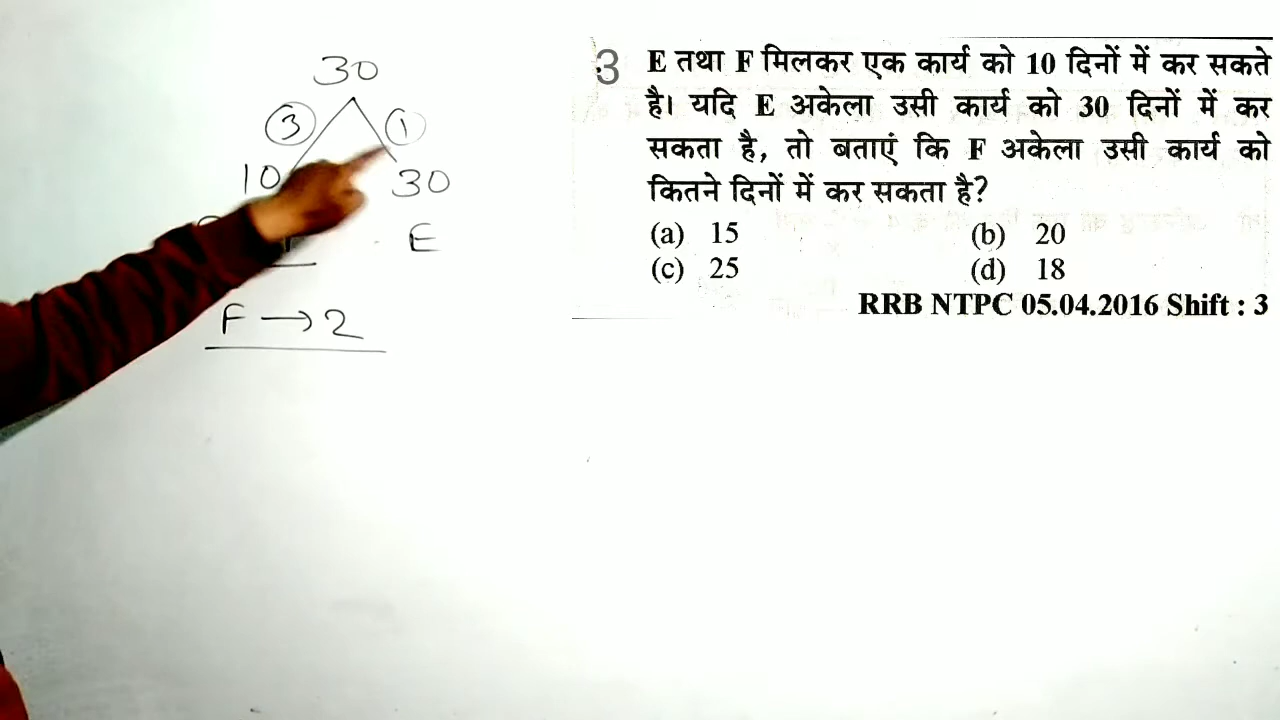 30
3 1
10 30
E
F → 2
3 E तथा F मिलकर एक कार्य को 10 दिनों में कर सकते
है। यदि E अकेला उसी कार्य को 30 दिनों में कर
सकता है, तो बताएं कि F अकेला उसी कार्य को
कितने दिनों में कर सकता है?
(a) 15 (b) 20
(c) 25 (d) 18
RRB NTPC 05.04.2016 Shift : 3